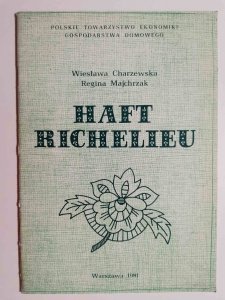 POLSKIE TOWARZYSTWO EKONOMIKI
GOSPODARSTWA DOMOWEGO
Wiesława Charzewska
Regina Majchrzak
HAFT
RICHELIEU
Warszawa 1981